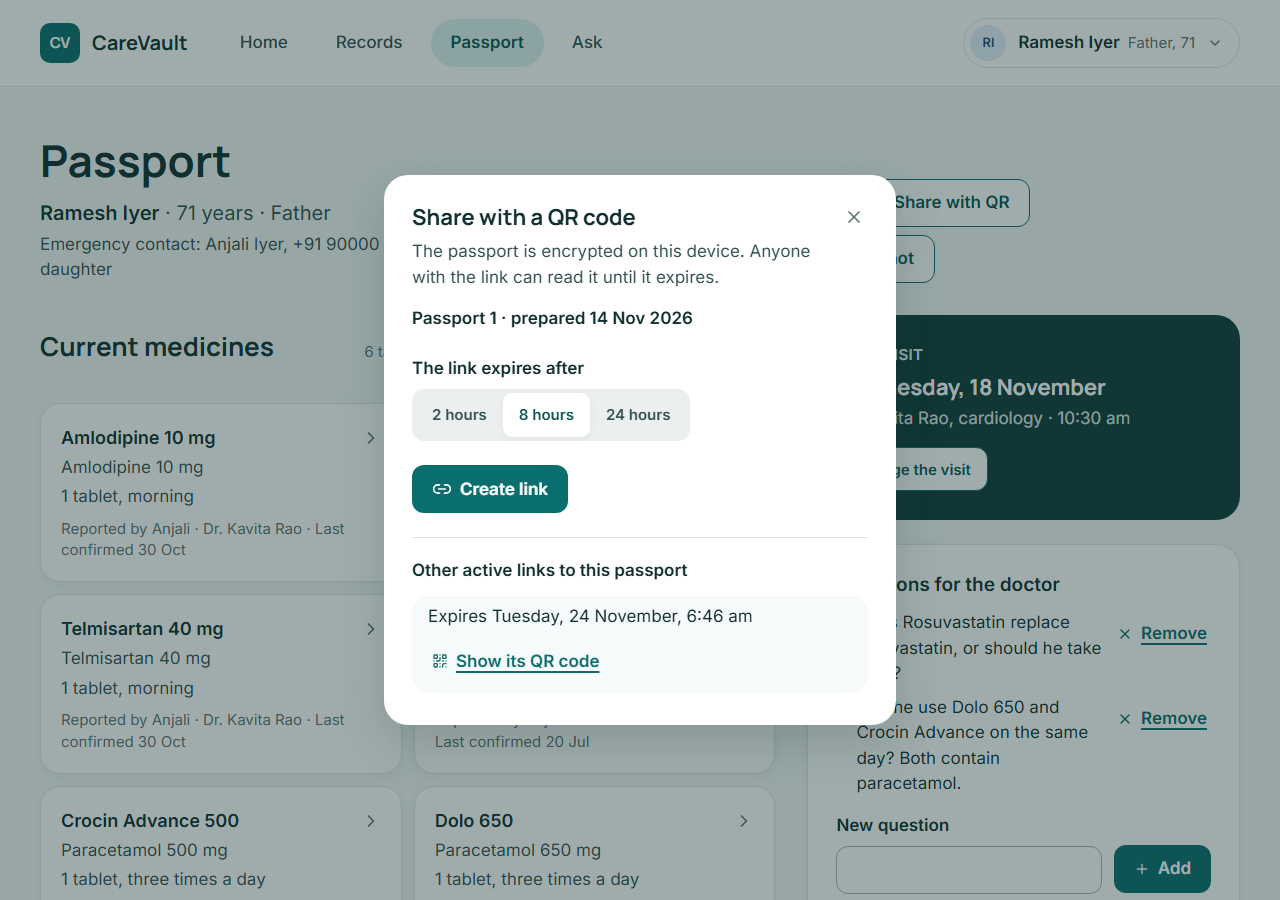 CV CareVault Home Records Passport Ask RI Ramesh Iyer Father, 71
Passport
Ramesh Iyer · 71 years · Father
Emergency contact: Anjali Iyer, +91 90000
daughter
Share with QR
Current medicines
6
Amlodipine 10 mg
Amlodipine 10 mg
1 tablet, morning
Reported by Anjali · Dr. Kavita Rao · Last
confirmed 30 Oct
Telmisartan 40 mg
Telmisartan 40 mg
1 tablet, morning
Reported by Anjali · Dr. Kavita Rao · Last
confirmed 30 Oct
Last confirmed 20 Jul
Crocin Advance 500
Paracetamol 500 mg
1 tablet, three times a day
Dolo 650
Paracetamol 650 mg
1 tablet, three times a day
Share with a QR code
The passport is encrypted on this device. Anyone
with the link can read it until it expires.
Passport 1 · prepared 14 Nov 2026
The link expires after
2 hours 8 hours 24 hours
Create link
Other active links to this passport
Expires Tuesday, 24 November, 6:46 am
Show its QR code
18 November
Rao, cardiology · 10:30 am
the visit
for the doctor
Rosuvastatin replace
or should he take
Remove
use Dolo 650 and
Crocin Advance on the same
day? Both contain
paracetamol.
Remove
New question
Add